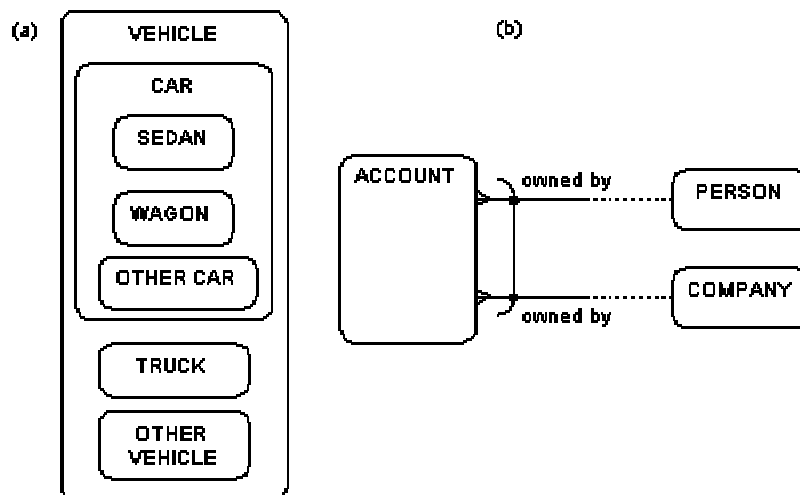 (a)
VEHICLE
CAR
SEDAN
WAGON
OTHER CAR
TRUCK
OTHER
VEHICLE
(b)
ACCOUNT
owned by
PERSON
COMPANY
owned by